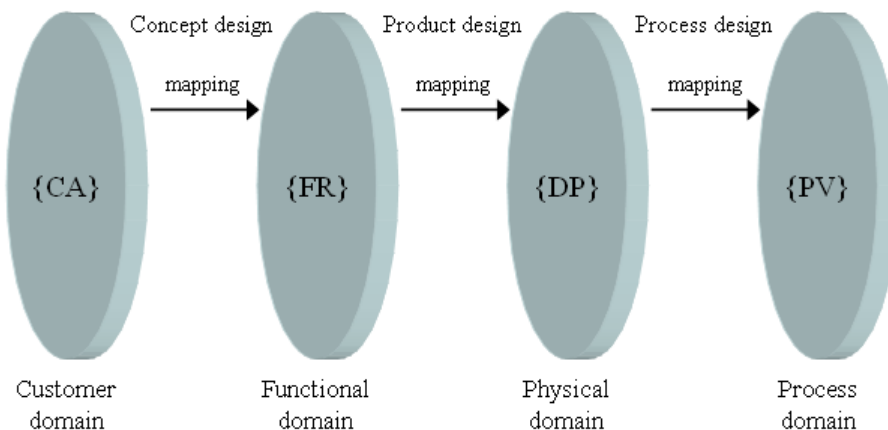 Concept design
Product design
Process design
mapping
mapping
mapping
{CA}
{FR}
{DP}
{PV}
Customer
domain
Functional
domain
Physical
domain
Process
domain